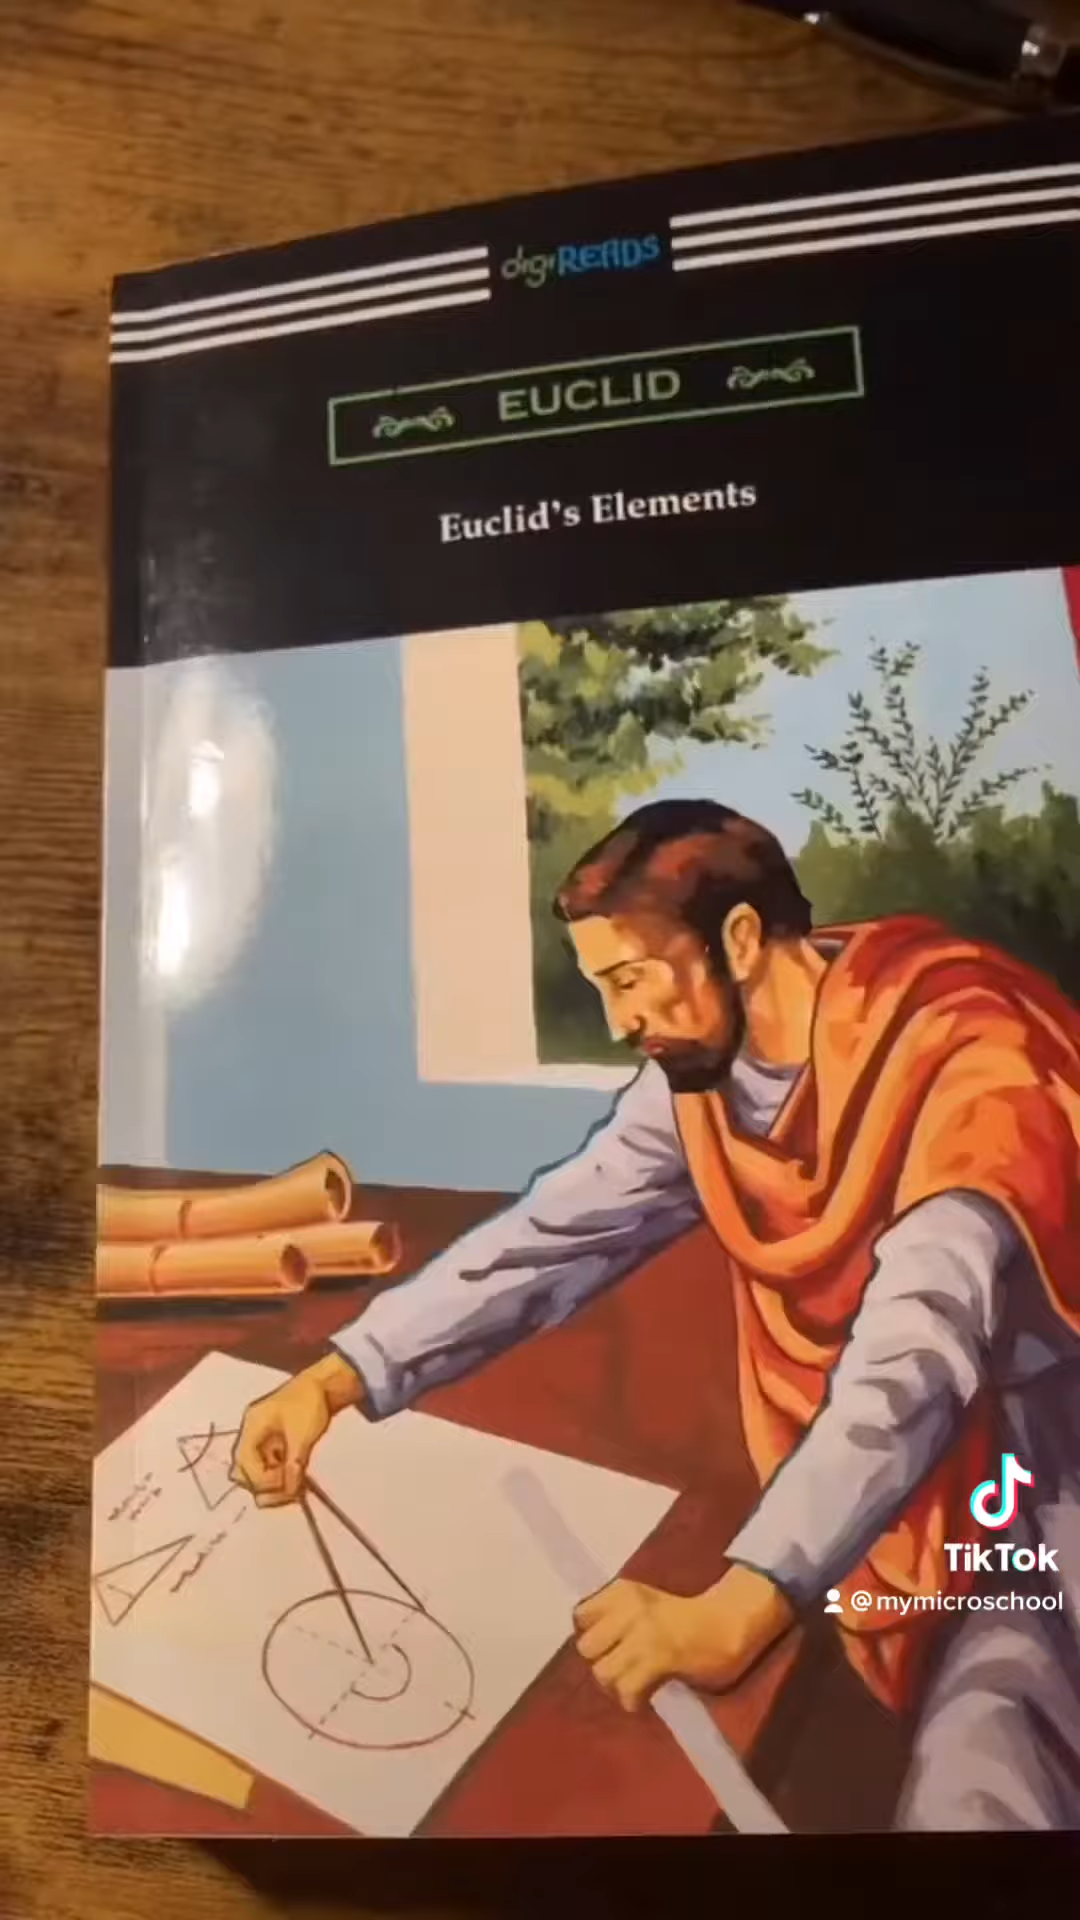 digiREADS
EUCLID
Euclid's Elements
TikTok
@mymicroschool